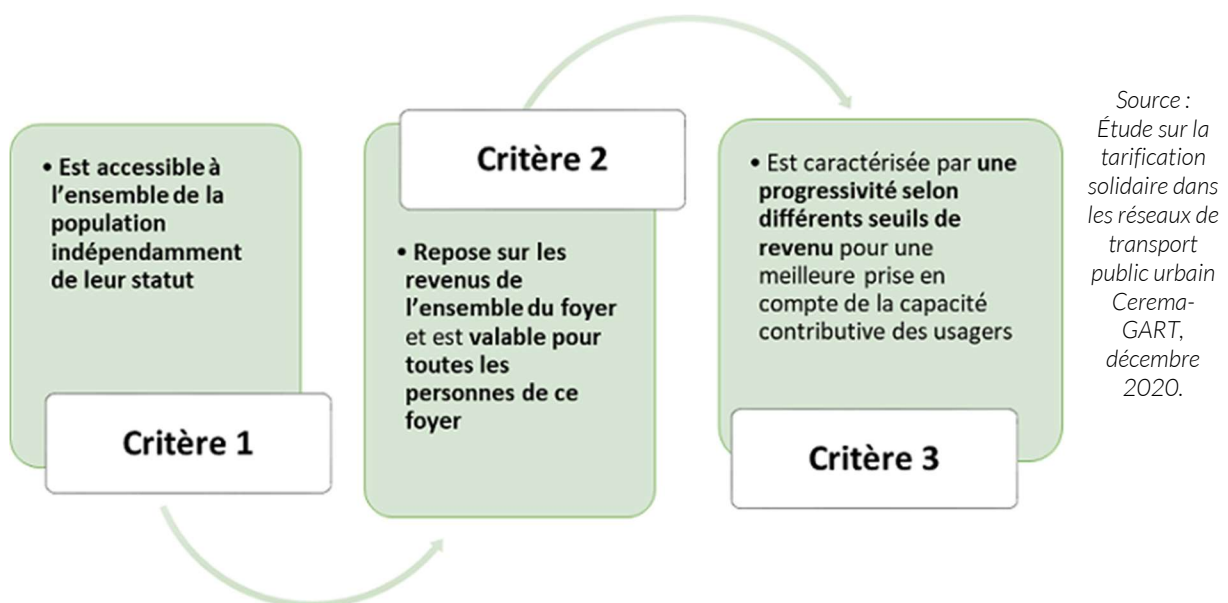 • Est accessible à
l'ensemble de la
population
indépendamment
de leur statut
Critère 1
Critère 2
• Repose sur les
revenus de
l'ensemble du foyer
et est valable pour
toutes les
personnes de ce
foyer
• Est caractérisée par une
progressivité selon
différents seuils de
revenu pour une
meilleure prise en
compte de la capacité
contributive des usagers
Critère 3
Source :
Étude sur la
tarification
solidaire dans
les réseaux de
transport
public urbain
Cerema-
GART,
décembre
2020.